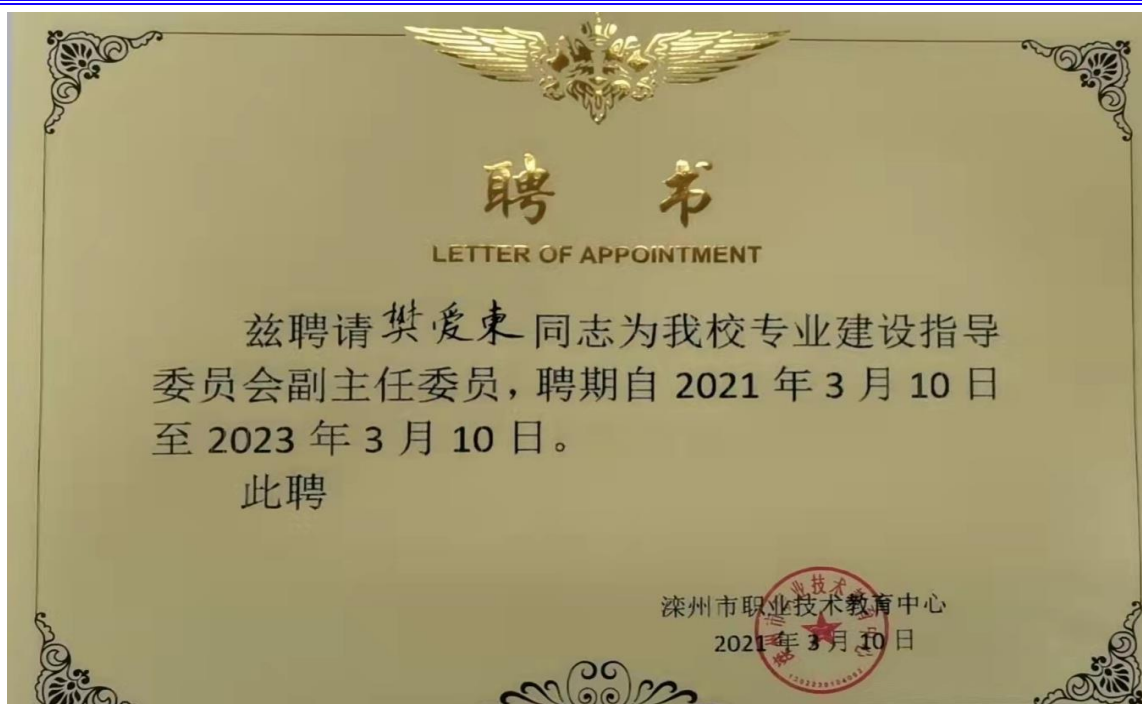 聘 书
LETTER OF APPOINTMENT
兹聘请樊爱東同志为我校专业建设指导
委员会副主任委员，聘期自 2021 年 3 月 10 日
至 2023 年 3 月 10 日。
此聘
滦州市职业技术教育中心
2021 年 3 月 10 日